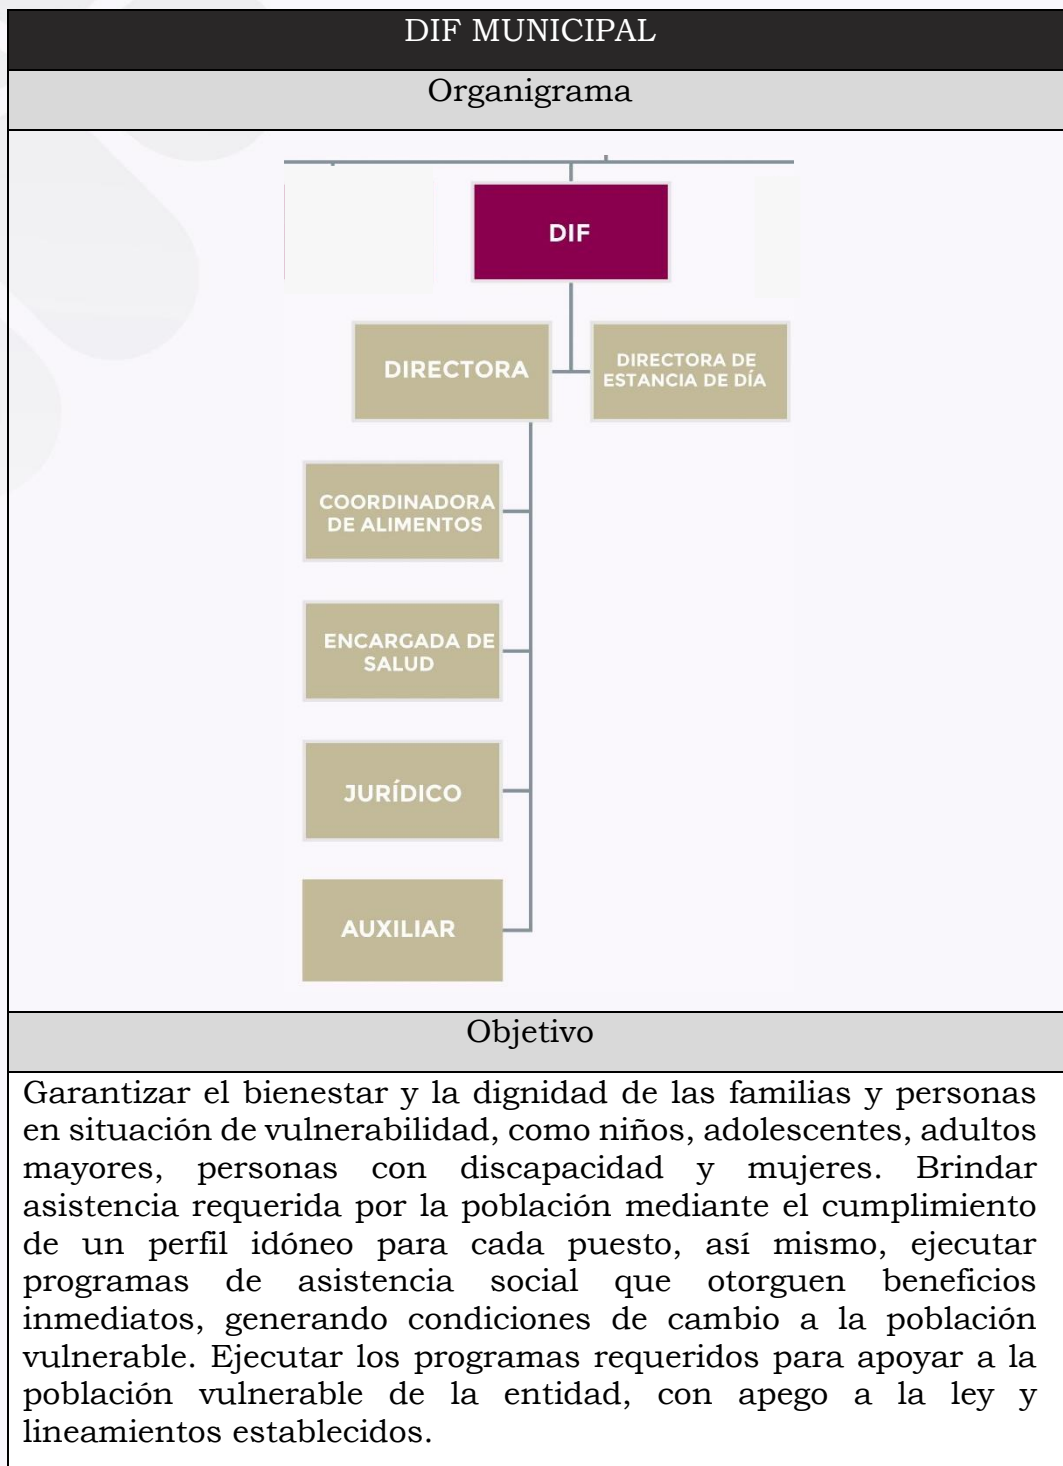 DIF MUNICIPAL
Organigrama
DIF
DIRECTORA
DIRECTORA DE
ESTANCIA DE DÍA
COORDINADORA
DE ALIMENTOS
ENCARGADA DE
SALUD
JURÍDICO
AUXILIAR
Objetivo
Garantizar el bienestar y la dignidad de las familias y personas
en situación de vulnerabilidad, como niños, adolescentes, adultos
mayores, personas con discapacidad y mujeres. Brindar
asistencia requerida por la población mediante el cumplimiento
de un perfil idóneo para cada puesto, así mismo, ejecutar
programas de asistencia social que otorguen beneficios
inmediatos, generando condiciones de cambio a la población
vulnerable. Ejecutar los programas requeridos para apoyar a la
población vulnerable de la entidad, con apego a la ley y
lineamientos establecidos.